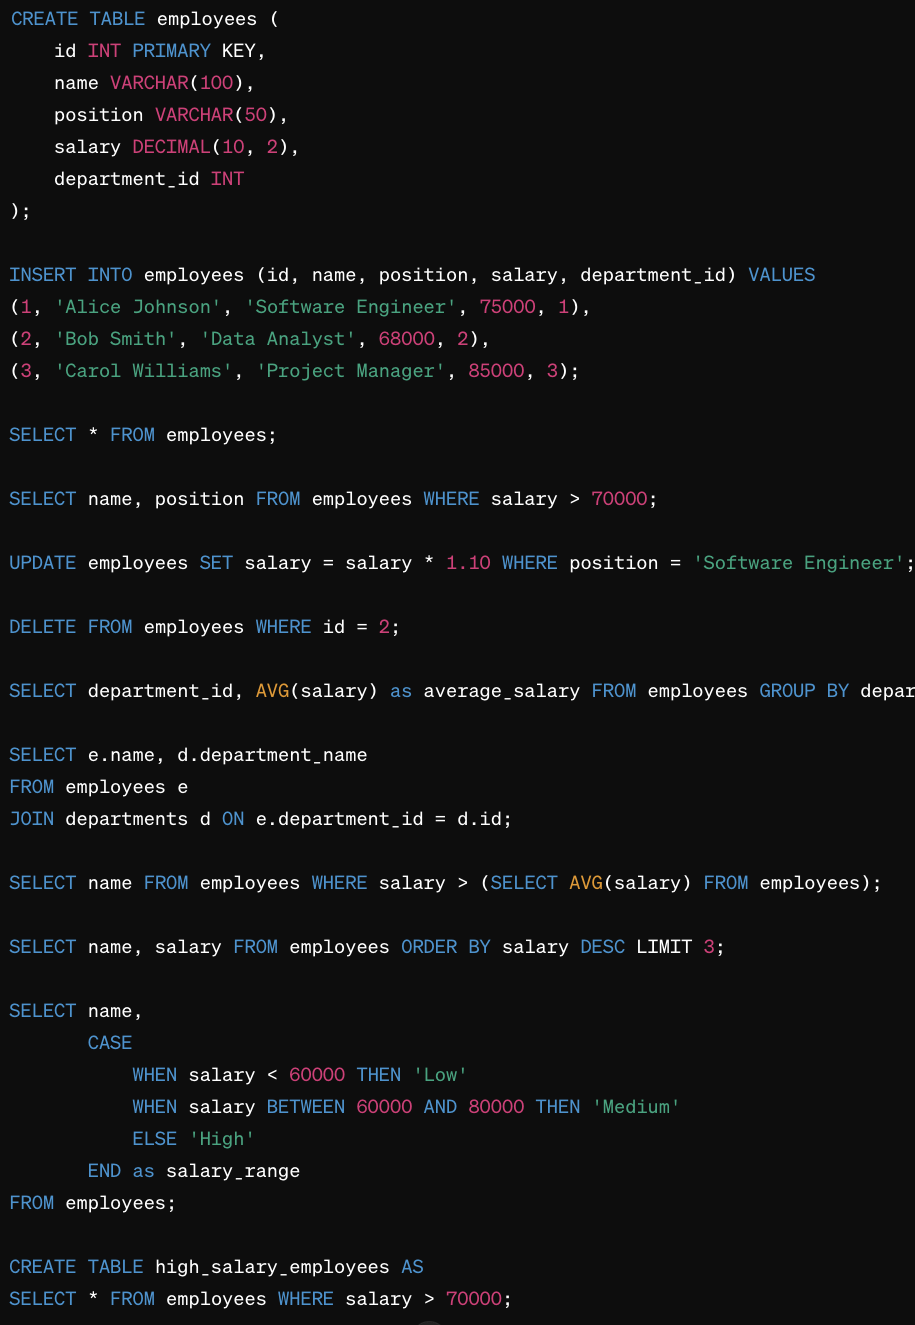 CREATE TABLE employees (
    id INT PRIMARY KEY,
    name VARCHAR(100),
    position VARCHAR(50),
    salary DECIMAL(10, 2),
    department_id INT
);

INSERT INTO employees (id, name, position, salary, department_id) VALUES
(1, 'Alice Johnson', 'Software Engineer', 75000, 1),
(2, 'Bob Smith', 'Data Analyst', 68000, 2),
(3, 'Carol Williams', 'Project Manager', 85000, 3);

SELECT * FROM employees;

SELECT name, position FROM employees WHERE salary > 70000;

UPDATE employees SET salary = salary * 1.10 WHERE position = 'Software Engineer';

DELETE FROM employees WHERE id = 2;

SELECT department_id, AVG(salary) as average_salary FROM employees GROUP BY depar

SELECT e.name, d.department_name
FROM employees e
JOIN departments d ON e.department_id = d.id;

SELECT name FROM employees WHERE salary > (SELECT AVG(salary) FROM employees);

SELECT name, salary FROM employees ORDER BY salary DESC LIMIT 3;

SELECT name,
       CASE
           WHEN salary < 60000 THEN 'Low'
           WHEN salary BETWEEN 60000 AND 80000 THEN 'Medium'
           ELSE 'High'
       END as salary_range
FROM employees;

CREATE TABLE high_salary_employees AS
SELECT * FROM employees WHERE salary > 70000;